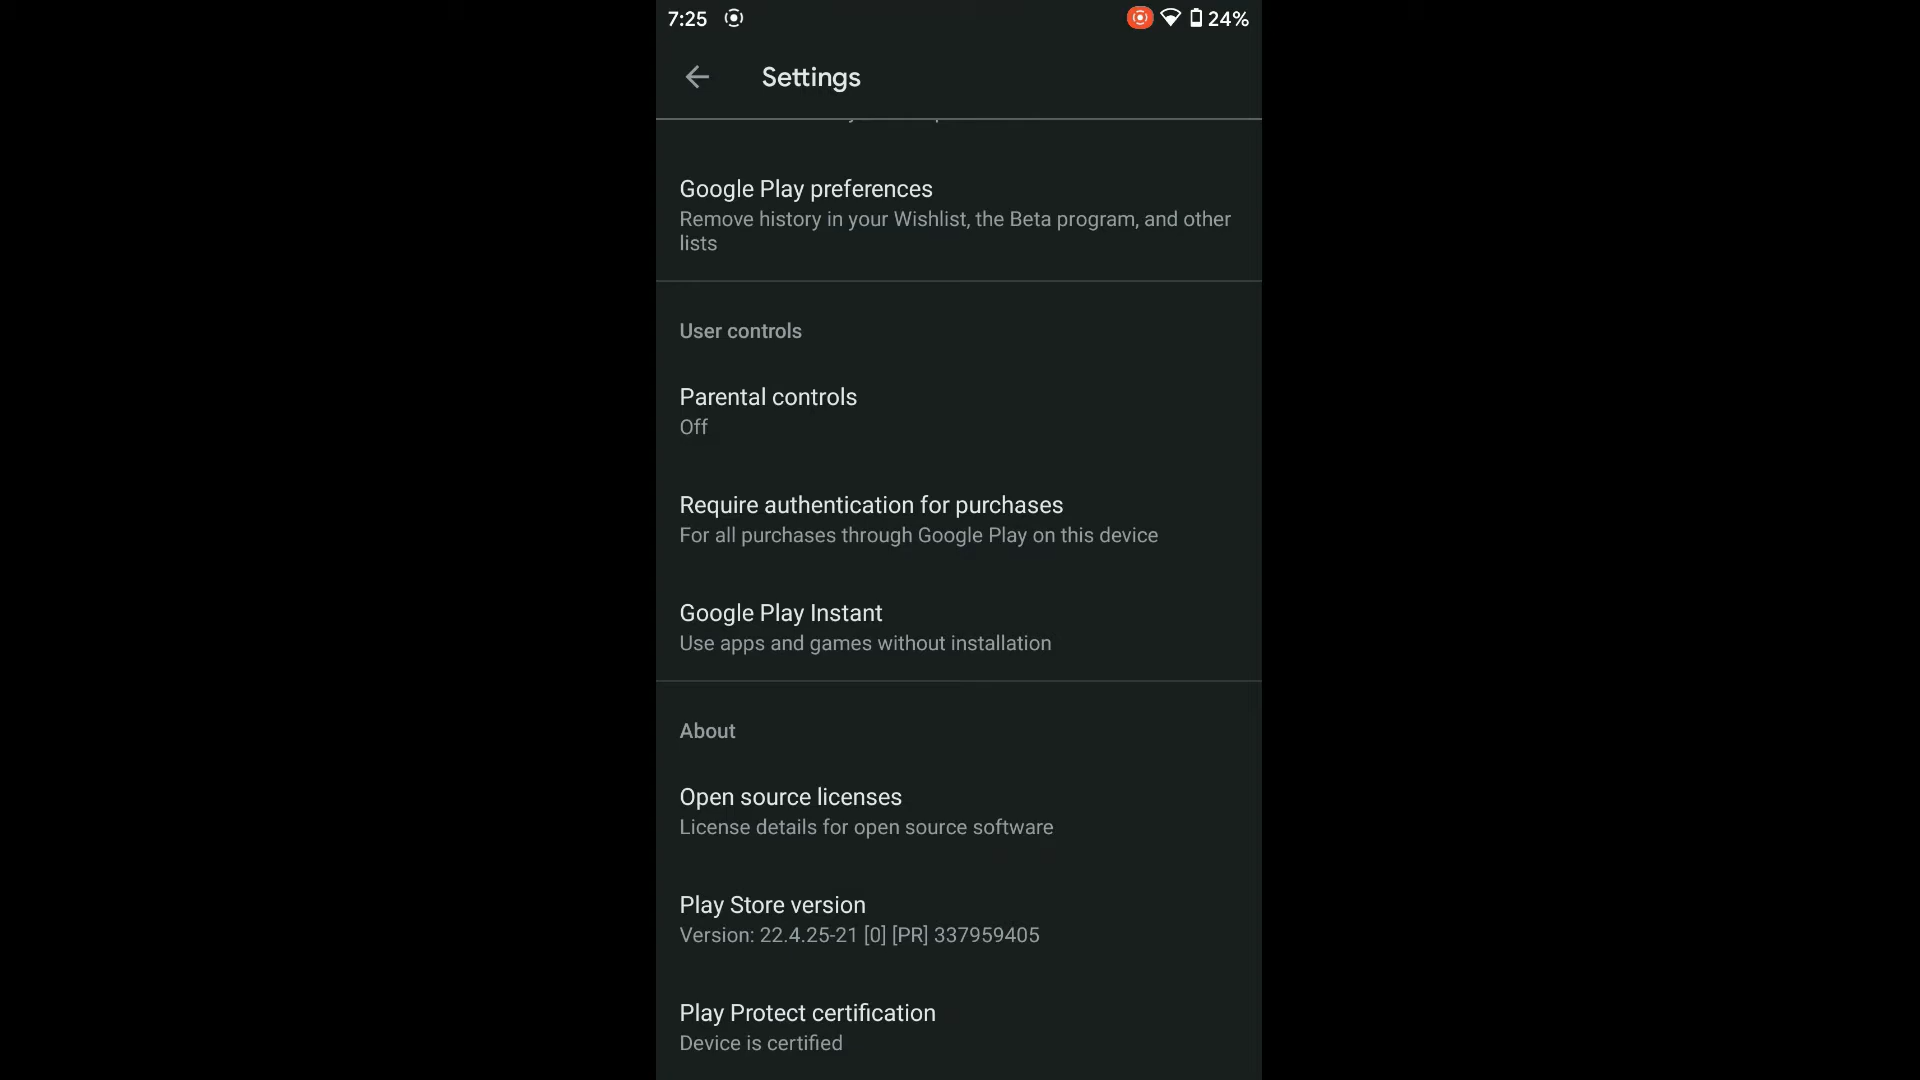 7:25
24%
Settings
Google Play preferences
Remove history in your Wishlist, the Beta program, and other
lists
User controls
Parental controls
Off
Require authentication for purchases
For all purchases through Google Play on this device
Google Play Instant
Use apps and games without installation
About
Open source licenses
License details for open source software
Play Store version
Version: 22.4.25-21 [0] [PR] 337959405
Play Protect certification
Device is certified